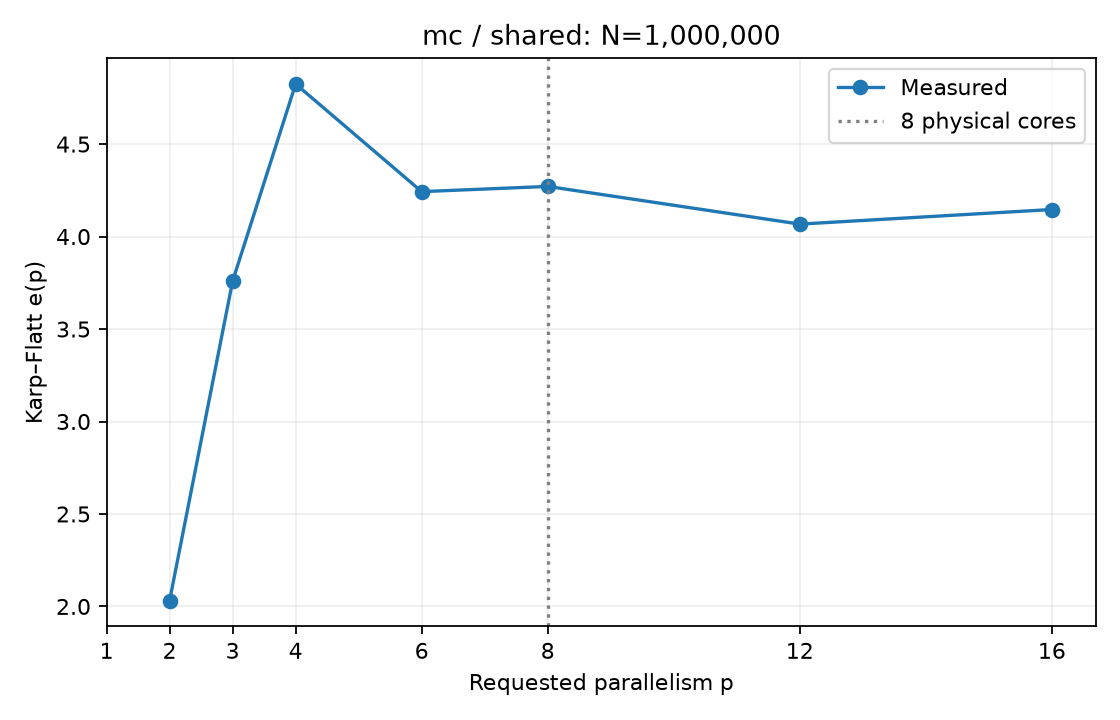 mc / shared: N=1,000,000
Measured
8 physical cores
4.5
4.0
3.5
3.0
2.5
2.0
Karp–Flatt e(p)
1 2 3 4 6 8 12 16
Requested parallelism p